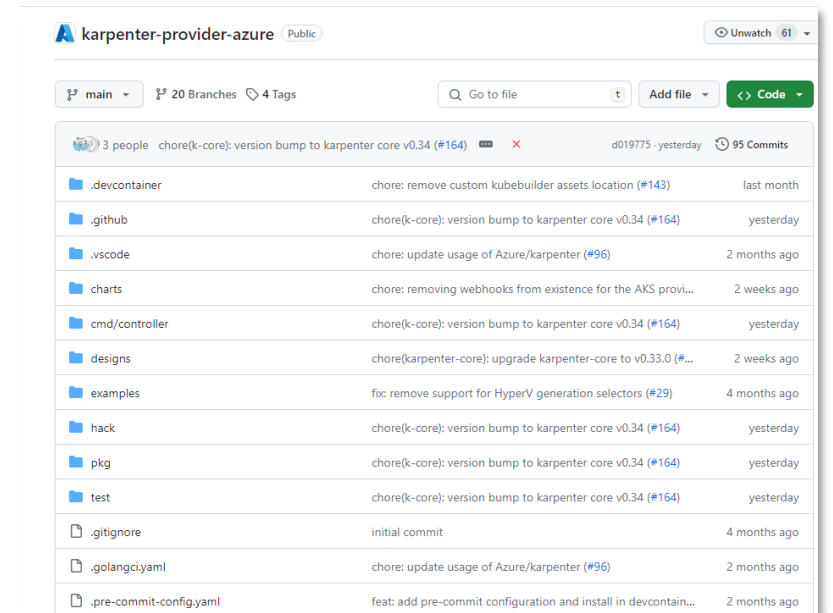 karpenter-provider-azure Public Unwatch 61
main 20 Branches 4 Tags Go to file t Add file <> Code
3 people chore(k-core): version bump to karpenter core v0.34 (#164) d019775 · yesterday 95 Commits
.devcontainer chore: remove custom kubebuilder assets location (#143) last month
.github chore(k-core): version bump to karpenter core v0.34 (#164) yesterday
.vscode chore: update usage of Azure/karpenter (#96) 2 months ago
charts chore: removing webhooks from existence for the AKS provi... 2 weeks ago
cmd/controller chore(k-core): version bump to karpenter core v0.34 (#164) yesterday
designs chore(karpenter-core): upgrade karpenter-core to v0.33.0 (#... 2 weeks ago
examples fix: remove support for HyperV generation selectors (#29) 4 months ago
hack chore(k-core): version bump to karpenter core v0.34 (#164) yesterday
pkg chore(k-core): version bump to karpenter core v0.34 (#164) yesterday
test chore(k-core): version bump to karpenter core v0.34 (#164) yesterday
.gitignore initial commit 4 months ago
.golangci.yaml chore: update usage of Azure/karpenter (#96) 2 months ago
.pre-commit-config.yaml feat: add pre-commit configuration and install in devcontain... 2 months ago